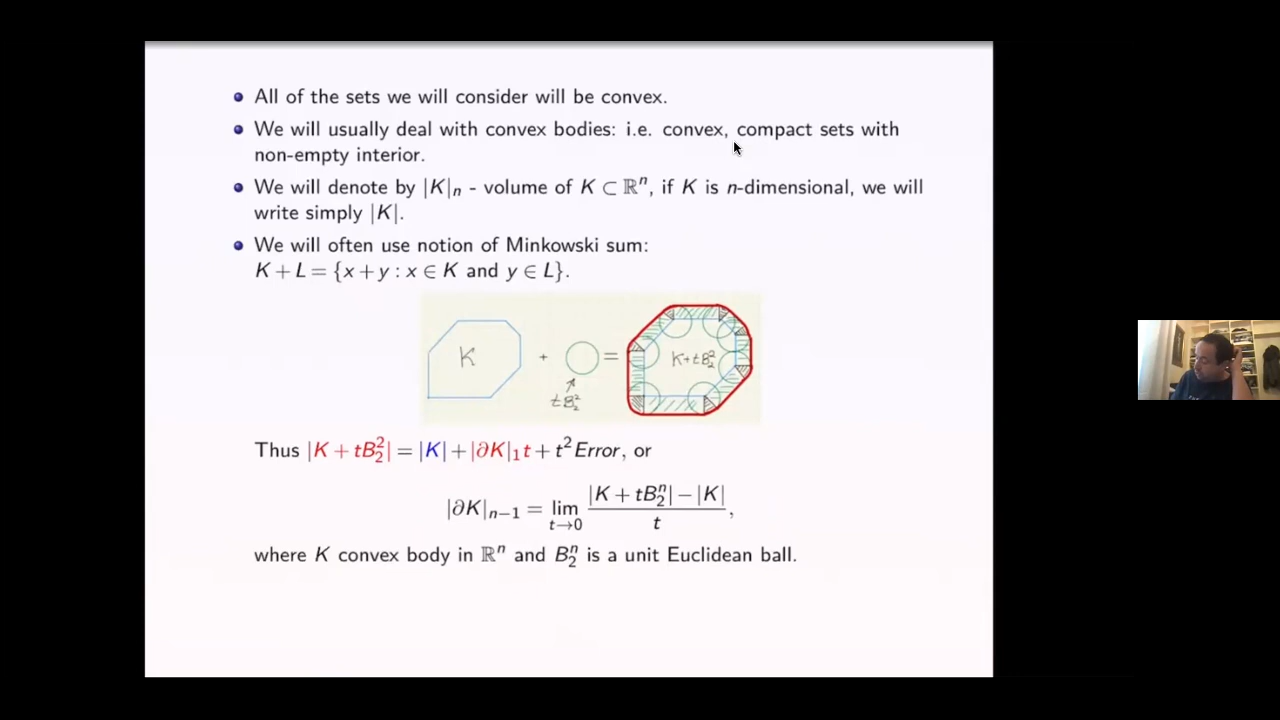 All of the sets we will consider will be convex.
We will usually deal with convex bodies: i.e. convex, compact sets with
non-empty interior.
We will denote by |K|ₙ - volume of K ⊂ ℝⁿ, if K is n-dimensional, we will
write simply |K|.
We will often use notion of Minkowski sum:
K + L = {x + y : x ∈ K and y ∈ L}.
K + = K+tB₂²
tB₂²
Thus |K + tB₂²| = |K| + |∂K|₁t + t² Error, or
|∂K|ₙ₋₁ = lim_{t→0} (|K + tB₂ⁿ| − |K|) / t,
where K convex body in ℝⁿ and B₂ⁿ is a unit Euclidean ball.